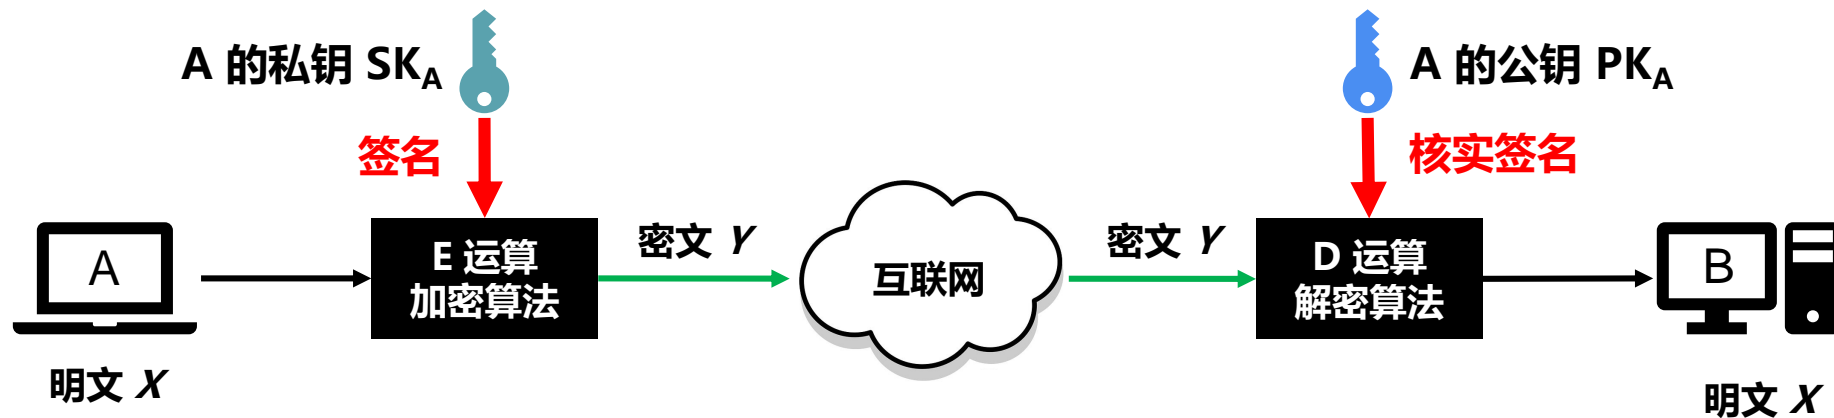 A 的私钥 SKA
A 的公钥 PKA
签名
核实签名
A
E 运算
加密算法
密文 Y
互联网
密文 Y
D 运算
解密算法
B
明文 X
明文 X